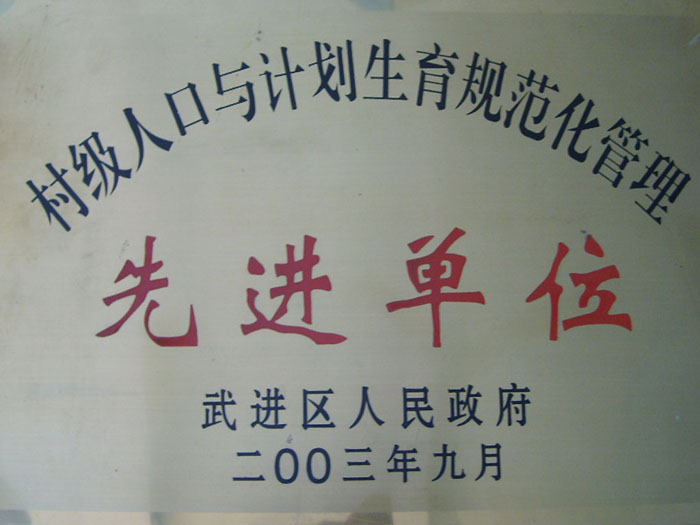 村级人口与计划生育规范化管理
先进单位
武进区人民政府
二00三年九月